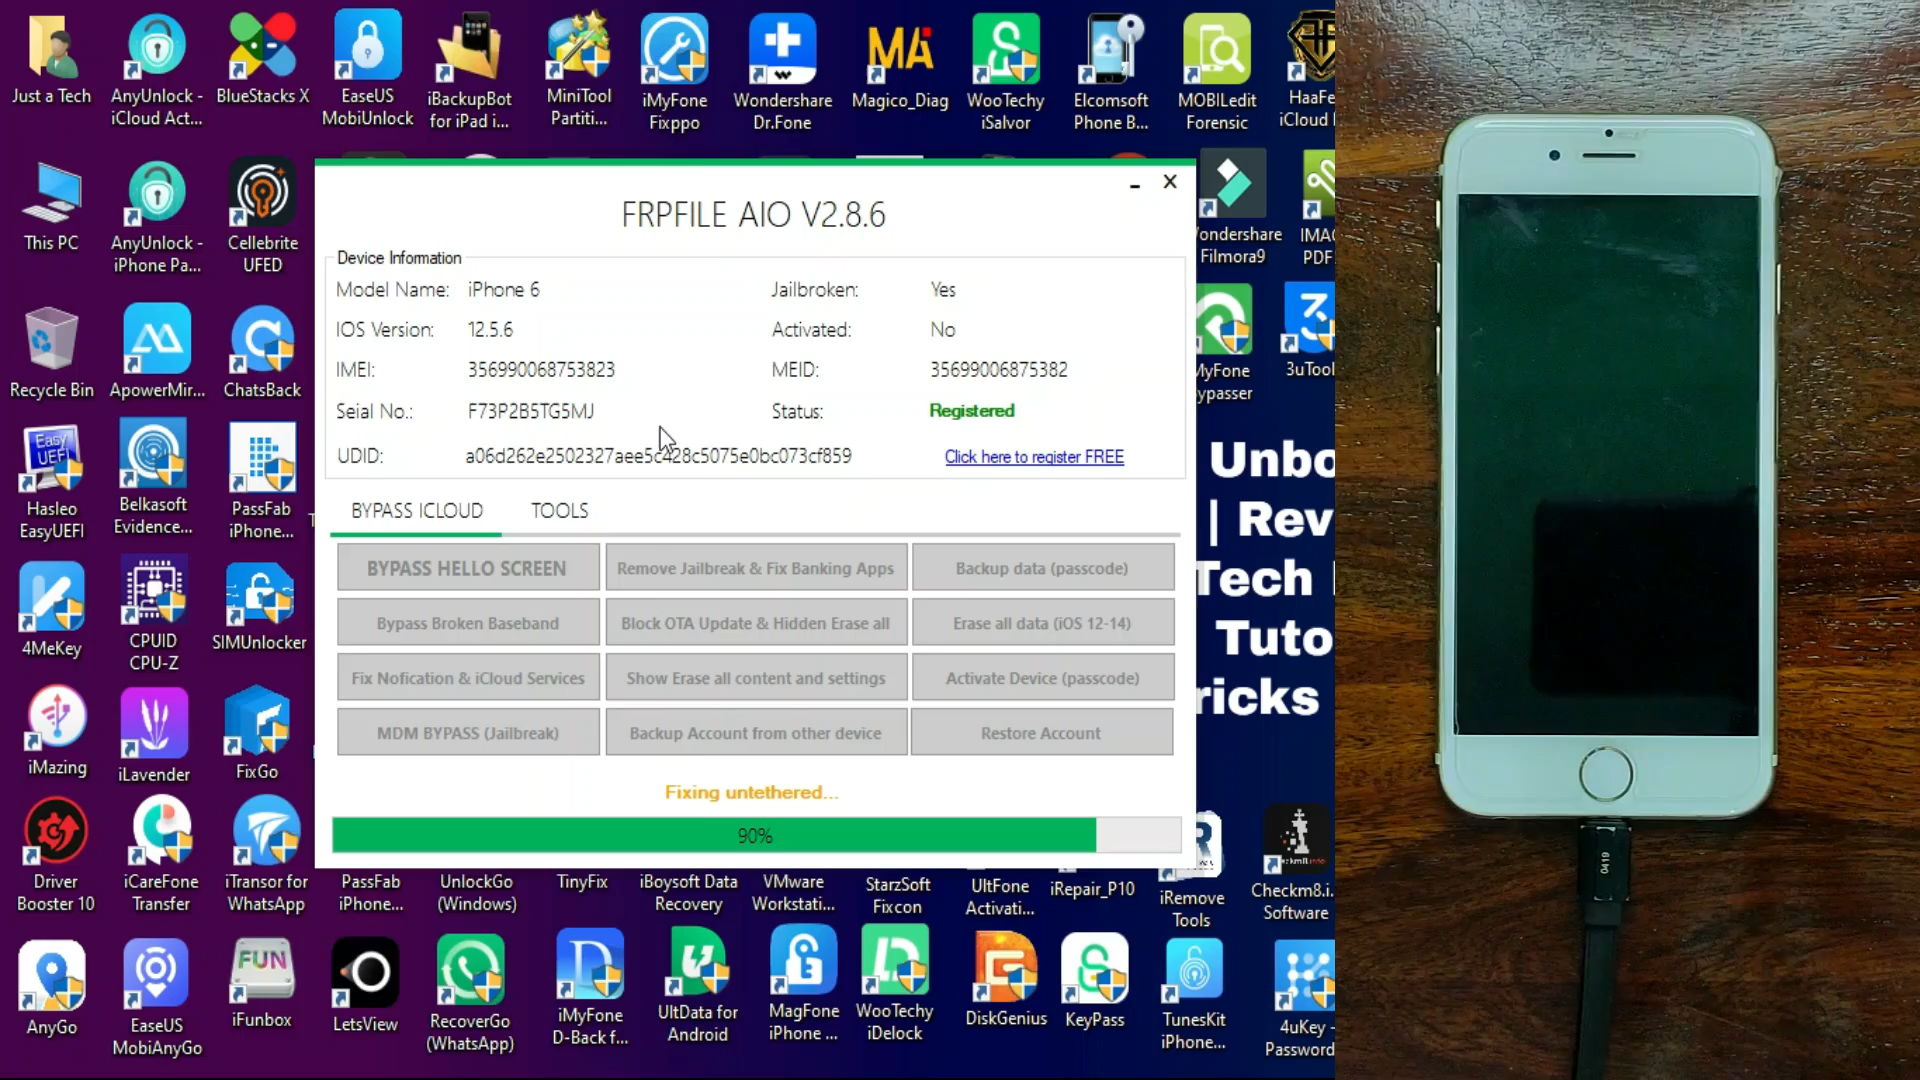 Just a Tech
AnyUnlock -
iCloud Act...
BlueStacks X
EaseUS
MobiUnlock
iBackupBot
for iPad i...
MiniTool
Partiti...
iMyFone
Fixppo
Wondershare
Dr.Fone
MA
Magico_Diag
WooTechy
iSalvor
Elcomsoft
Phone B...
MOBILedit
Forensic
HaaFe
iCloud
This PC
AnyUnlock -
iPhone Pa...
Cellebrite
UFED
ondershare
Filmora9
IMAG
PDF
Recycle Bin
ApowerMir...
ChatsBack
MyFone
ypasser
3uTool
Easy
UEFI
Hasleo
EasyUEFI
Belkasoft
Evidence...
PassFab
iPhone...
4MeKey
CPUID
CPU-Z
SIMUnlocker
iMazing
iLavender
FixGo
Driver
Booster 10
iCareFone
Transfer
iTransor for
WhatsApp
PassFab
iPhone...
UnlockGo
(Windows)
TinyFix
iBoysoft Data
Recovery
VMware
Workstati...
StarzSoft
Fixcon
UltFone
Activati...
iRepair_P10
iRemove
Tools
Checkm8.i.
Software
AnyGo
EaseUS
MobiAnyGo
FUN
iFunbox
LetsView
RecoverGo
(WhatsApp)
iMyFone
D-Back f...
UltData for
Android
MagFone
iPhone ...
WooTechy
iDelock
DiskGenius
KeyPass
TunesKit
iPhone...
4uKey -
Password
Unbo
| Rev
Tech
Tuto
ricks
FRPFILE AIO V2.8.6
Device Information
Model Name: iPhone 6 Jailbroken: Yes
IOS Version: 12.5.6 Activated: No
IMEI: 356990068753823 MEID: 35699006875382
Seial No.: F73P2B5TG5MJ Status: Registered
UDID: a06d262e2502327aee5c428c5075e0bc073cf859 Click here to register FREE
BYPASS ICLOUD TOOLS
BYPASS HELLO SCREEN Remove Jailbreak & Fix Banking Apps Backup data (passcode)
Bypass Broken Baseband Block OTA Update & Hidden Erase all Erase all data (iOS 12-14)
Fix Nofication & iCloud Services Show Erase all content and settings Activate Device (passcode)
MDM BYPASS (Jailbreak) Backup Account from other device Restore Account
Fixing untethered...
90%
0419